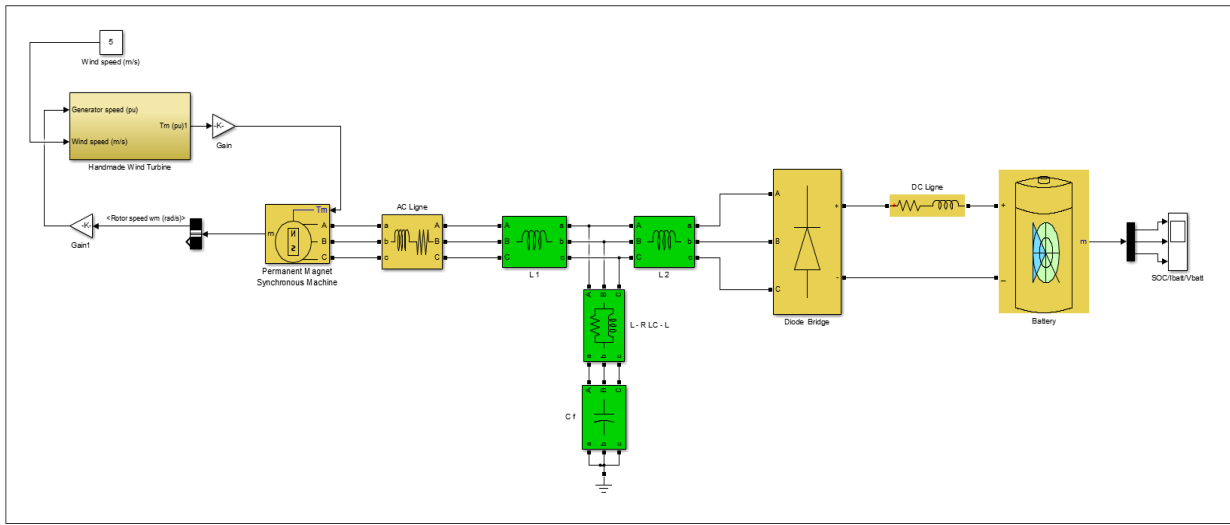 5
Wind speed (m/s)
Generator speed (pu)
Tm (pu)1
Wind speed (m/s)
Handmade Wind Turbine
-K-
Gain
<Rotor speed wm (rad/s)>
-K-
Gain1
Tm
m
A
B
C
N
S
Permanent Magnet
Synchronous Machine
AC Ligne
a
b
c
A
B
C
A
B
C
a
b
c
L 1
A
B
C
a
b
c
L 2
A
B
C
a
b
c
L - R LC - L
A
B
C
a
b
c
C f
A
B
C
+
-
Diode Bridge
DC Ligne
+
+
_
m
Battery
SOC/Ibatt/Vbatt